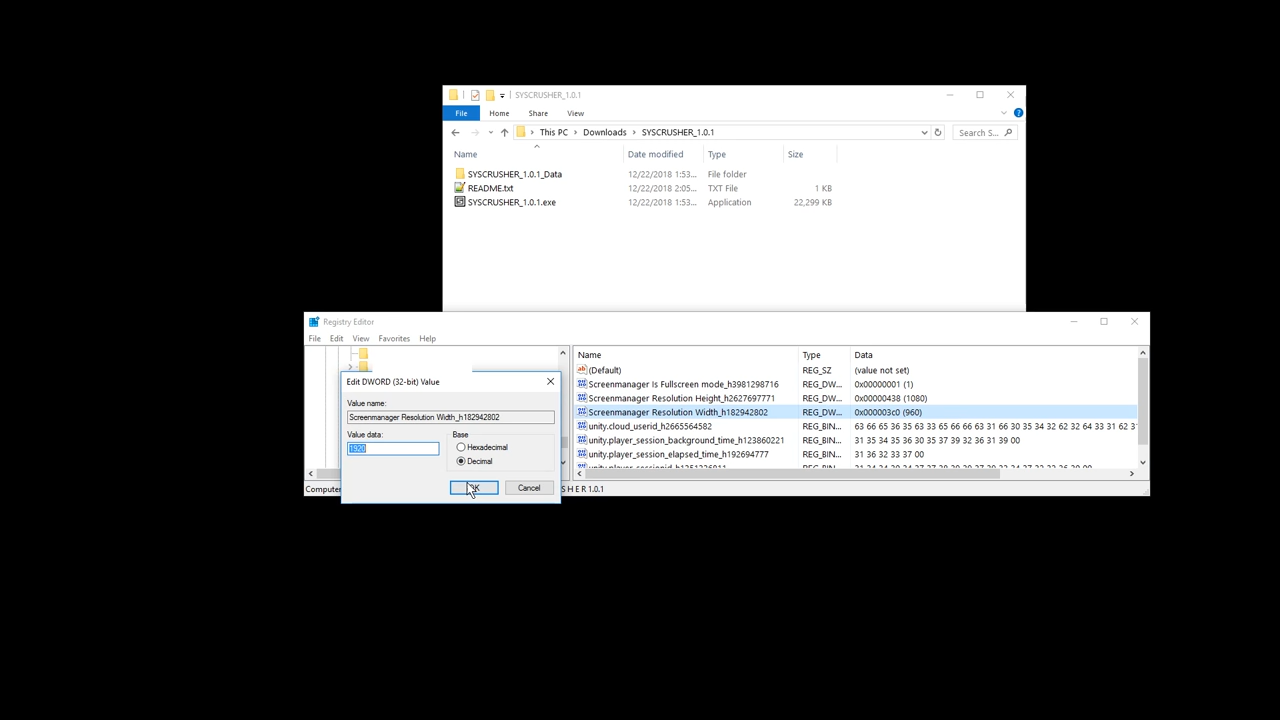 SYSCRUSHER_1.0.1
File Home Share View
This PC Downloads SYSCRUSHER_1.0.1 Search S...
Name Date modified Type Size
SYSCRUSHER_1.0.1_Data 12/22/2018 1:53... File folder
README.txt 12/22/2018 2:05... TXT File 1 KB
SYSCRUSHER_1.0.1.exe 12/22/2018 1:53... Application 22,299 KB
Registry Editor
File Edit View Favorites Help
Name Type Data
(Default) REG_SZ (value not set)
Screenmanager Is Fullscreen mode_h3981298716 REG_DW... 0x00000001 (1)
Screenmanager Resolution Height_h2627697771 REG_DW... 0x00000438 (1080)
Screenmanager Resolution Width_h182942802 REG_DW... 0x000003c0 (960)
unity.cloud_userid_h2665564582 REG_BIN... 63 66 65 36 35 63 33 65 66 66 63 31 66 30 35 34 32 62 32 64 33 31 62 3
unity.player_session_background_time_h123860221 REG_BIN... 31 35 34 35 36 30 35 37 39 32 36 31 39 00
unity.player_session_elapsed_time_h192694777 REG_BIN... 31 36 32 33 37 00
Edit DWORD (32-bit) Value
Value name:
Screenmanager Resolution Width_h182942802
Value data: Base
1920 Hexadecimal
Decimal
Cancel
Computer
S H E R 1.0.1